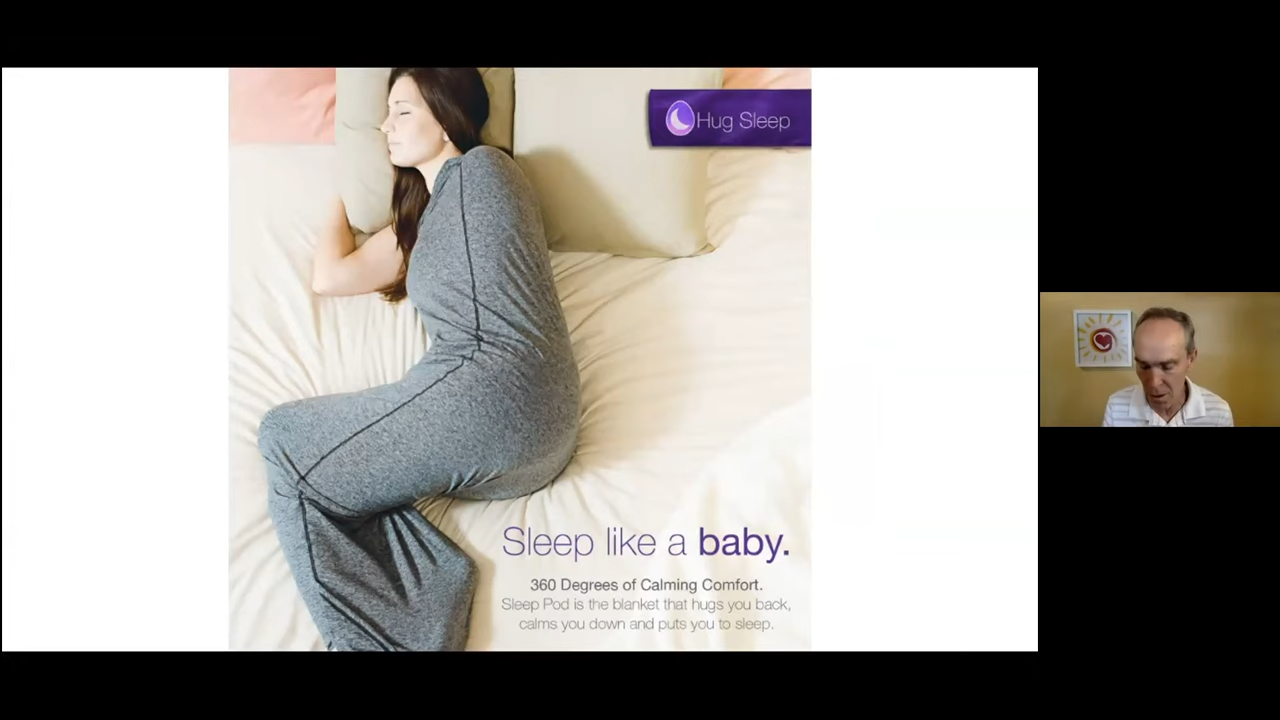 Hug Sleep
Sleep like a baby.
360 Degrees of Calming Comfort.
Sleep Pod is the blanket that hugs you back,
calms you down and puts you to sleep.